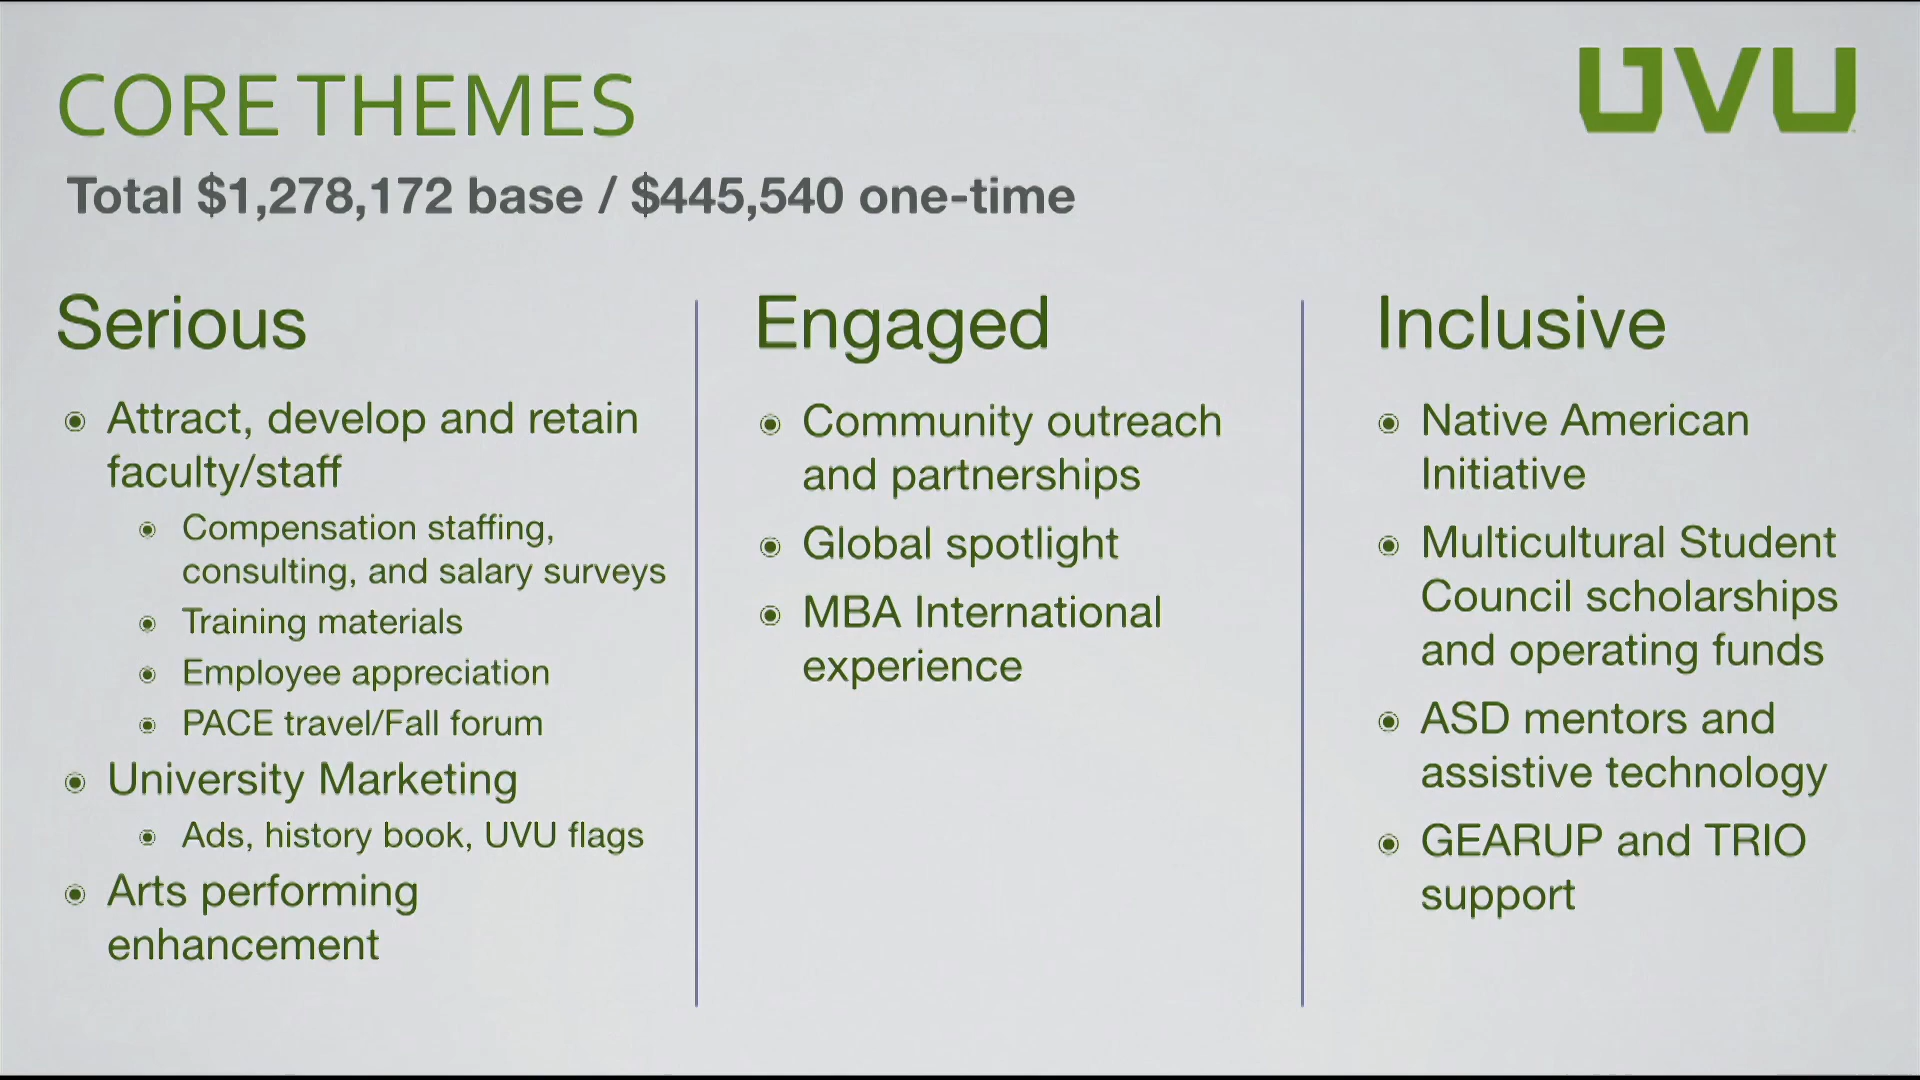 CORE THEMES
UVU
Total $1,278,172 base / $445,540 one-time
Serious
Attract, develop and retain
faculty/staff
Compensation staffing,
consulting, and salary surveys
Training materials
Employee appreciation
PACE travel/Fall forum
University Marketing
Ads, history book, UVU flags
Arts performing
enhancement
Engaged
Community outreach
and partnerships
Global spotlight
MBA International
experience
Inclusive
Native American
Initiative
Multicultural Student
Council scholarships
and operating funds
ASD mentors and
assistive technology
GEARUP and TRIO
support